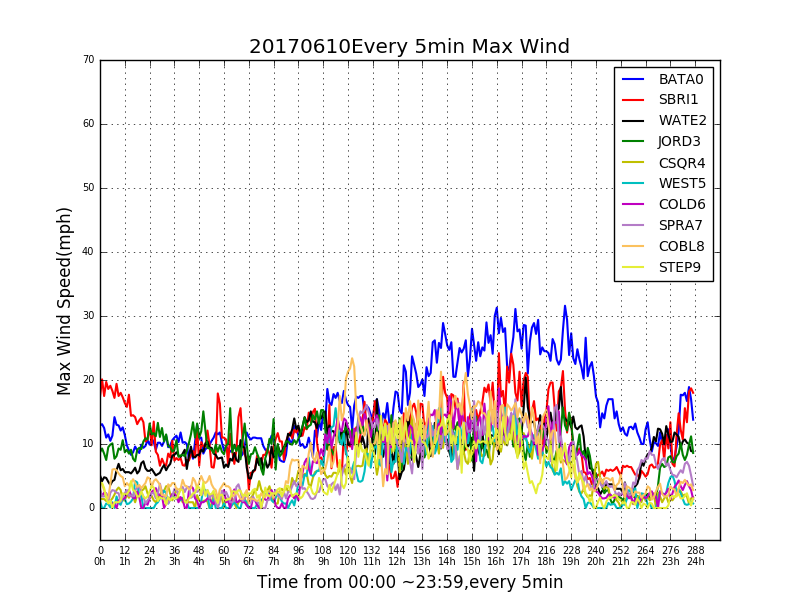 20170610Every 5min Max Wind
70
60
50
40
30
20
10
0
Max Wind Speed(mph)
BATA0
SBRI1
WATE2
JORD3
CSQR4
WEST5
COLD6
SPRA7
COBL8
STEP9
0 12 24 36 48 60 72 84 96 108 120 132 144 156 168 180 192 204 216 228 240 252 264 276 288
0h 1h 2h 3h 4h 5h 6h 7h 8h 9h 10h 11h 12h 13h 14h 15h 16h 17h 18h 19h 20h 21h 22h 23h 24h
Time from 00:00 ~23:59,every 5min